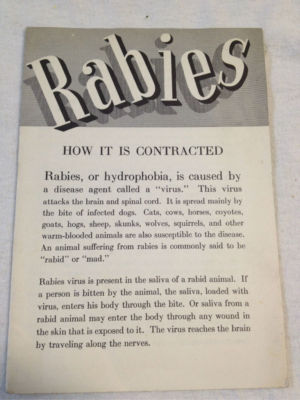 Rabies
HOW IT IS CONTRACTED
Rabies, or hydrophobia, is caused by
a disease agent called a "virus." This virus
attacks the brain and spinal cord. It is spread mainly by
the bite of infected dogs. Cats, cows, horses, coyotes,
goats, hogs, sheep, skunks, wolves, squirrels, and other
warm-blooded animals are also susceptible to the disease.
An animal suffering from rabies is commonly said to be
"rabid" or "mad."
Rabies virus is present in the saliva of a rabid animal. If
a person is bitten by the animal, the saliva, loaded with
virus, enters his body through the bite. Or saliva from a
rabid animal may enter the body through any wound in
the skin that is exposed to it. The virus reaches the brain
by traveling along the nerves.